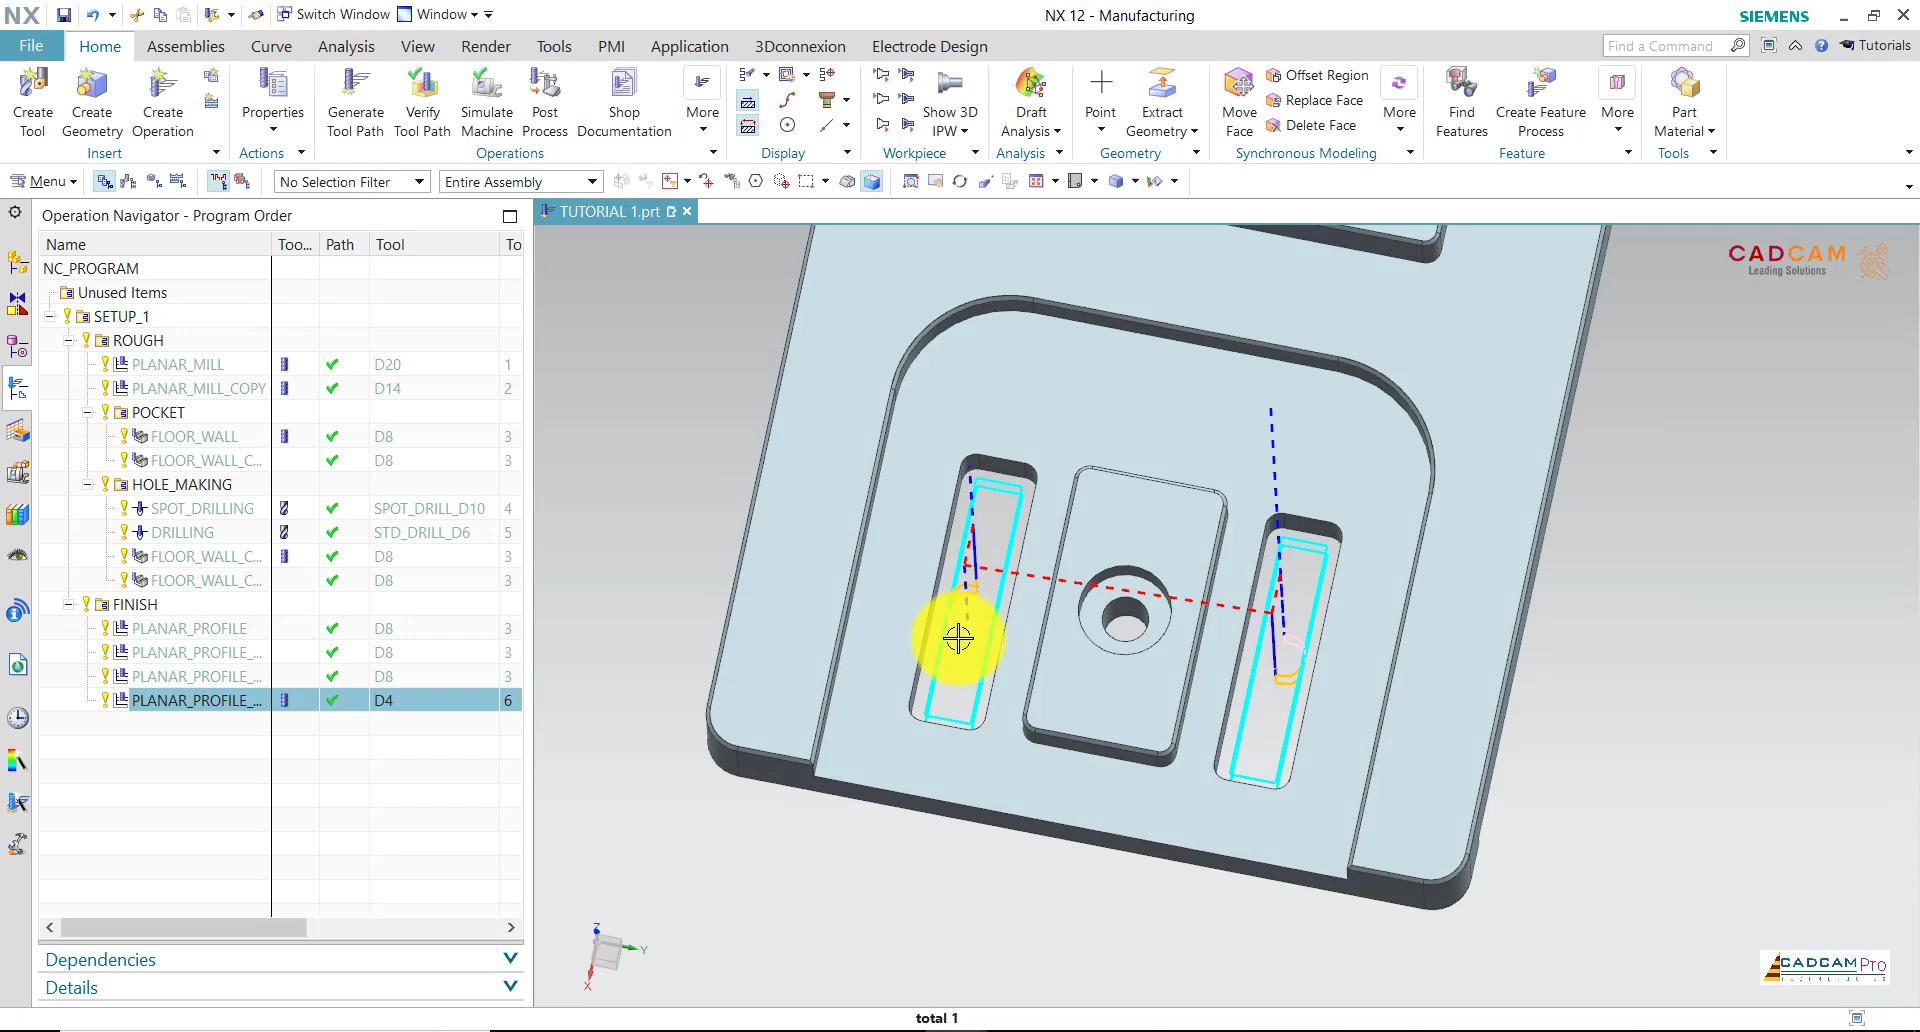 NX
Switch Window
Window
NX 12 - Manufacturing
SIEMENS
File
Home
Assemblies
Curve
Analysis
View
Render
Tools
PMI
Application
3Dconnexion
Electrode Design
Find a Command
Tutorials
Create Tool
Create Geometry
Create Operation
Insert
Properties
Actions
Generate Tool Path
Verify Tool Path
Simulate Machine
Post Process
Shop Documentation
More
Operations
Display
Show 3D IPW
Workpiece
Draft Analysis
Analysis
Point
Extract Geometry
Geometry
Move Face
Offset Region
Replace Face
Delete Face
More
Synchronous Modeling
Find Features
Create Feature Process
More
Feature
Part Material
Tools
Menu
No Selection Filter
Entire Assembly
Operation Navigator - Program Order
TUTORIAL 1.prt
Name Too... Path Tool To
NC_PROGRAM
Unused Items
SETUP_1
ROUGH
PLANAR_MILL D20 1
PLANAR_MILL_COPY D14 2
POCKET
FLOOR_WALL D8 3
FLOOR_WALL_C... D8 3
HOLE_MAKING
SPOT_DRILLING SPOT_DRILL_D10 4
DRILLING STD_DRILL_D6 5
FLOOR_WALL_C... D8 3
FLOOR_WALL_C... D8 3
FINISH
PLANAR_PROFILE D8 3
PLANAR_PROFILE_... D8 3
PLANAR_PROFILE_... D8 3
PLANAR_PROFILE_... D4 6
Dependencies
Details
CADCAM
Leading Solutions
Z
Y
X
CADCAM Pro
total 1